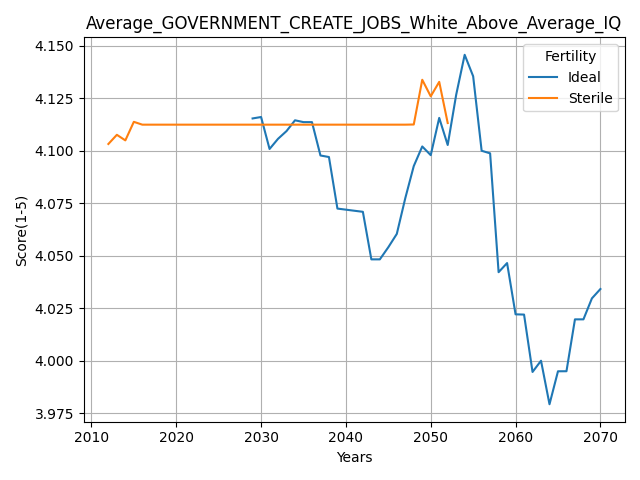 Average_GOVERNMENT_CREATE_JOBS_White_Above_Average_IQ
Fertility
Ideal
Sterile
Score(1-5)
4.150
4.125
4.100
4.075
4.050
4.025
4.000
3.975
2010 2020 2030 2040 2050 2060 2070
Years